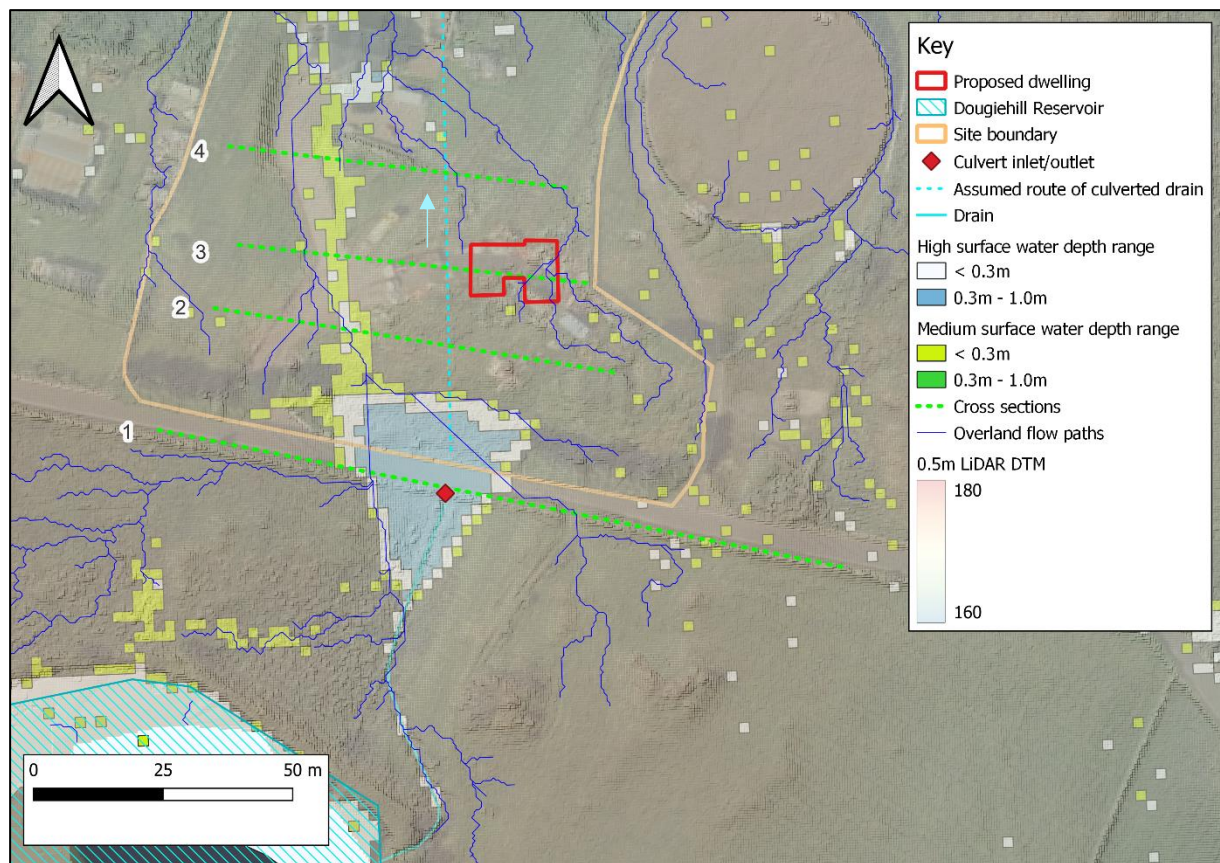 4
3
2
1
0 25 50 m
Key
Proposed dwelling
Dougiehill Reservoir
Site boundary
Culvert inlet/outlet
Assumed route of culverted drain
Drain
High surface water depth range
< 0.3m
0.3m - 1.0m
Medium surface water depth range
< 0.3m
0.3m - 1.0m
Cross sections
Overland flow paths
0.5m LiDAR DTM
180
160